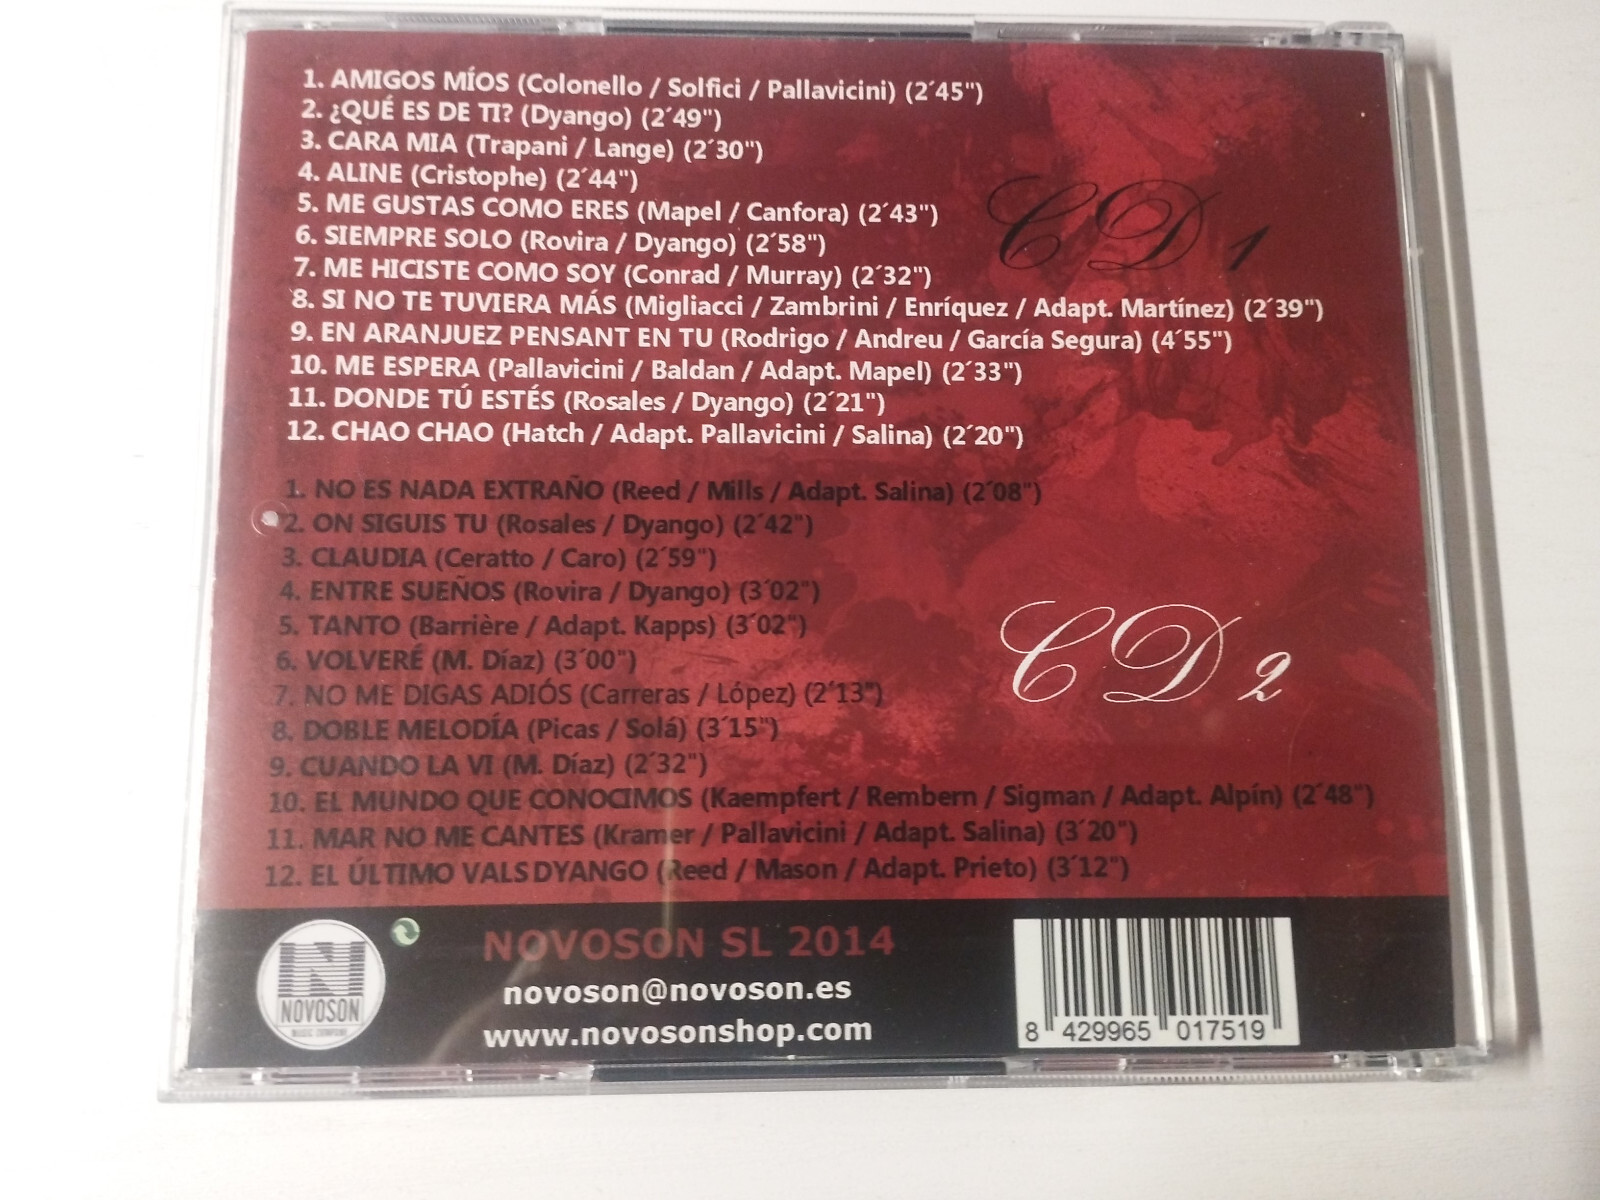 1. AMIGOS MÍOS (Colonello / Solfici / Pallavicini) (2´45")
2. ¿QUÉ ES DE TI? (Dyango) (2´49")
3. CARA MIA (Trapani / Lange) (2´30")
4. ALINE (Cristophe) (2´44")
5. ME GUSTAS COMO ERES (Mapel / Canfora) (2´43")
6. SIEMPRE SOLO (Rovira / Dyango) (2´58")
7. ME HICISTE COMO SOY (Conrad / Murray) (2´32")
8. SI NO TE TUVIERA MÁS (Migliacci / Zambrini / Enríquez / Adapt. Martínez) (2´39")
9. EN ARANJUEZ PENSANT EN TU (Rodrigo / Andreu / García Segura) (4´55")
10. ME ESPERA (Pallavicini / Baldan / Adapt. Mapel) (2´33")
11. DONDE TÚ ESTÉS (Rosales / Dyango) (2´21")
12. CHAO CHAO (Hatch / Adapt. Pallavicini / Salina) (2´20")
CD 1
1. NO ES NADA EXTRAÑO (Reed / Mills / Adapt. Salina) (2´08")
2. ON SIGUIS TU (Rosales / Dyango) (2´42")
3. CLAUDIA (Ceratto / Caro) (2´59")
4. ENTRE SUEÑOS (Rovira / Dyango) (3´02")
5. TANTO (Barrière / Adapt. Kapps) (3´02")
6. VOLVERÉ (M. Díaz) (3´00")
7. NO ME DIGAS ADIÓS (Carreras / López) (2´13")
8. DOBLE MELODÍA (Picas / Solá) (3´15")
9. CUANDO LA VI (M. Díaz) (2´32")
10. EL MUNDO QUE CONOCIMOS (Kaempfert / Rembern / Sigman / Adapt. Alpín) (2´48")
11. MAR NO ME CANTES (Kramer / Pallavicini / Adapt. Salina) (3´20")
12. EL ÚLTIMO VALS DYANGO (Reed / Mason / Adapt. Prieto) (3´12")
CD 2
N
NOVOSON
MUSIC COMPANY
NOVOSON SL 2014
novoson@novoson.es
www.novosonshop.com
8 429965 017519